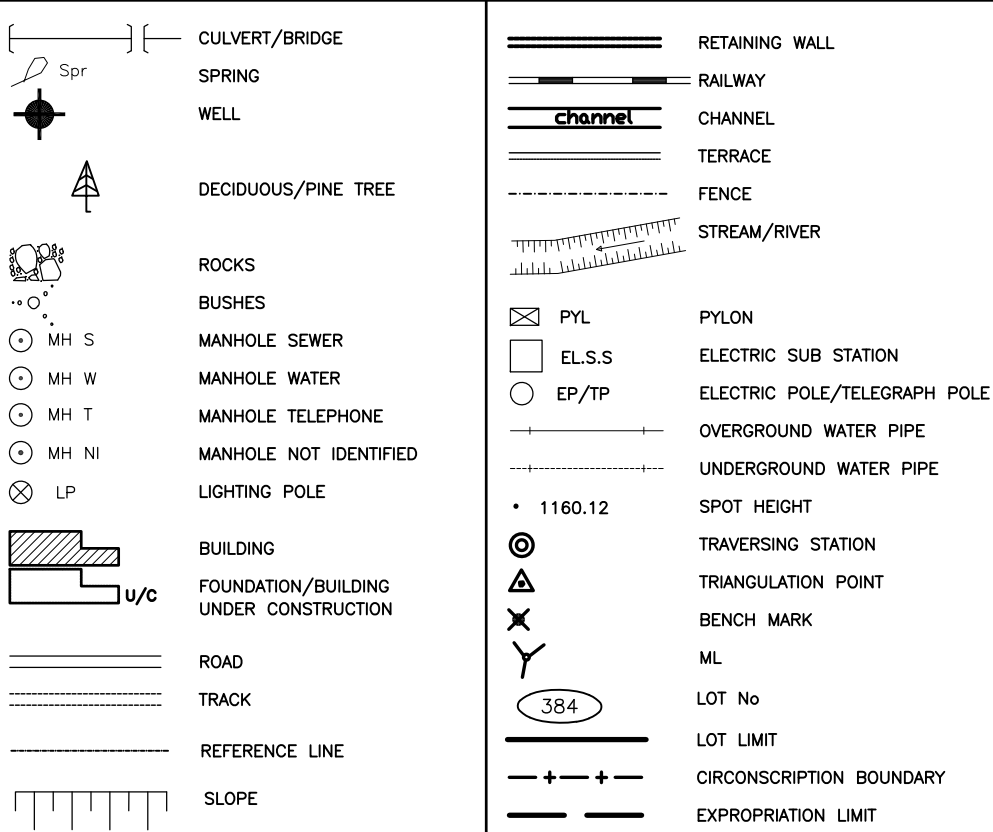 CULVERT/BRIDGE
Spr SPRING
WELL
DECIDUOUS/PINE TREE
ROCKS
BUSHES
MH S MANHOLE SEWER
MH W MANHOLE WATER
MH T MANHOLE TELEPHONE
MH NI MANHOLE NOT IDENTIFIED
LP LIGHTING POLE
BUILDING
U/C FOUNDATION/BUILDING
UNDER CONSTRUCTION
ROAD
TRACK
REFERENCE LINE
SLOPE
RETAINING WALL
RAILWAY
channel CHANNEL
TERRACE
FENCE
STREAM/RIVER
PYL PYLON
EL.S.S ELECTRIC SUB STATION
EP/TP ELECTRIC POLE/TELEGRAPH POLE
OVERGROUND WATER PIPE
UNDERGROUND WATER PIPE
1160.12 SPOT HEIGHT
TRAVERSING STATION
TRIANGULATION POINT
BENCH MARK
ML
384 LOT No
LOT LIMIT
CIRCONSCRIPTION BOUNDARY
EXPROPRIATION LIMIT